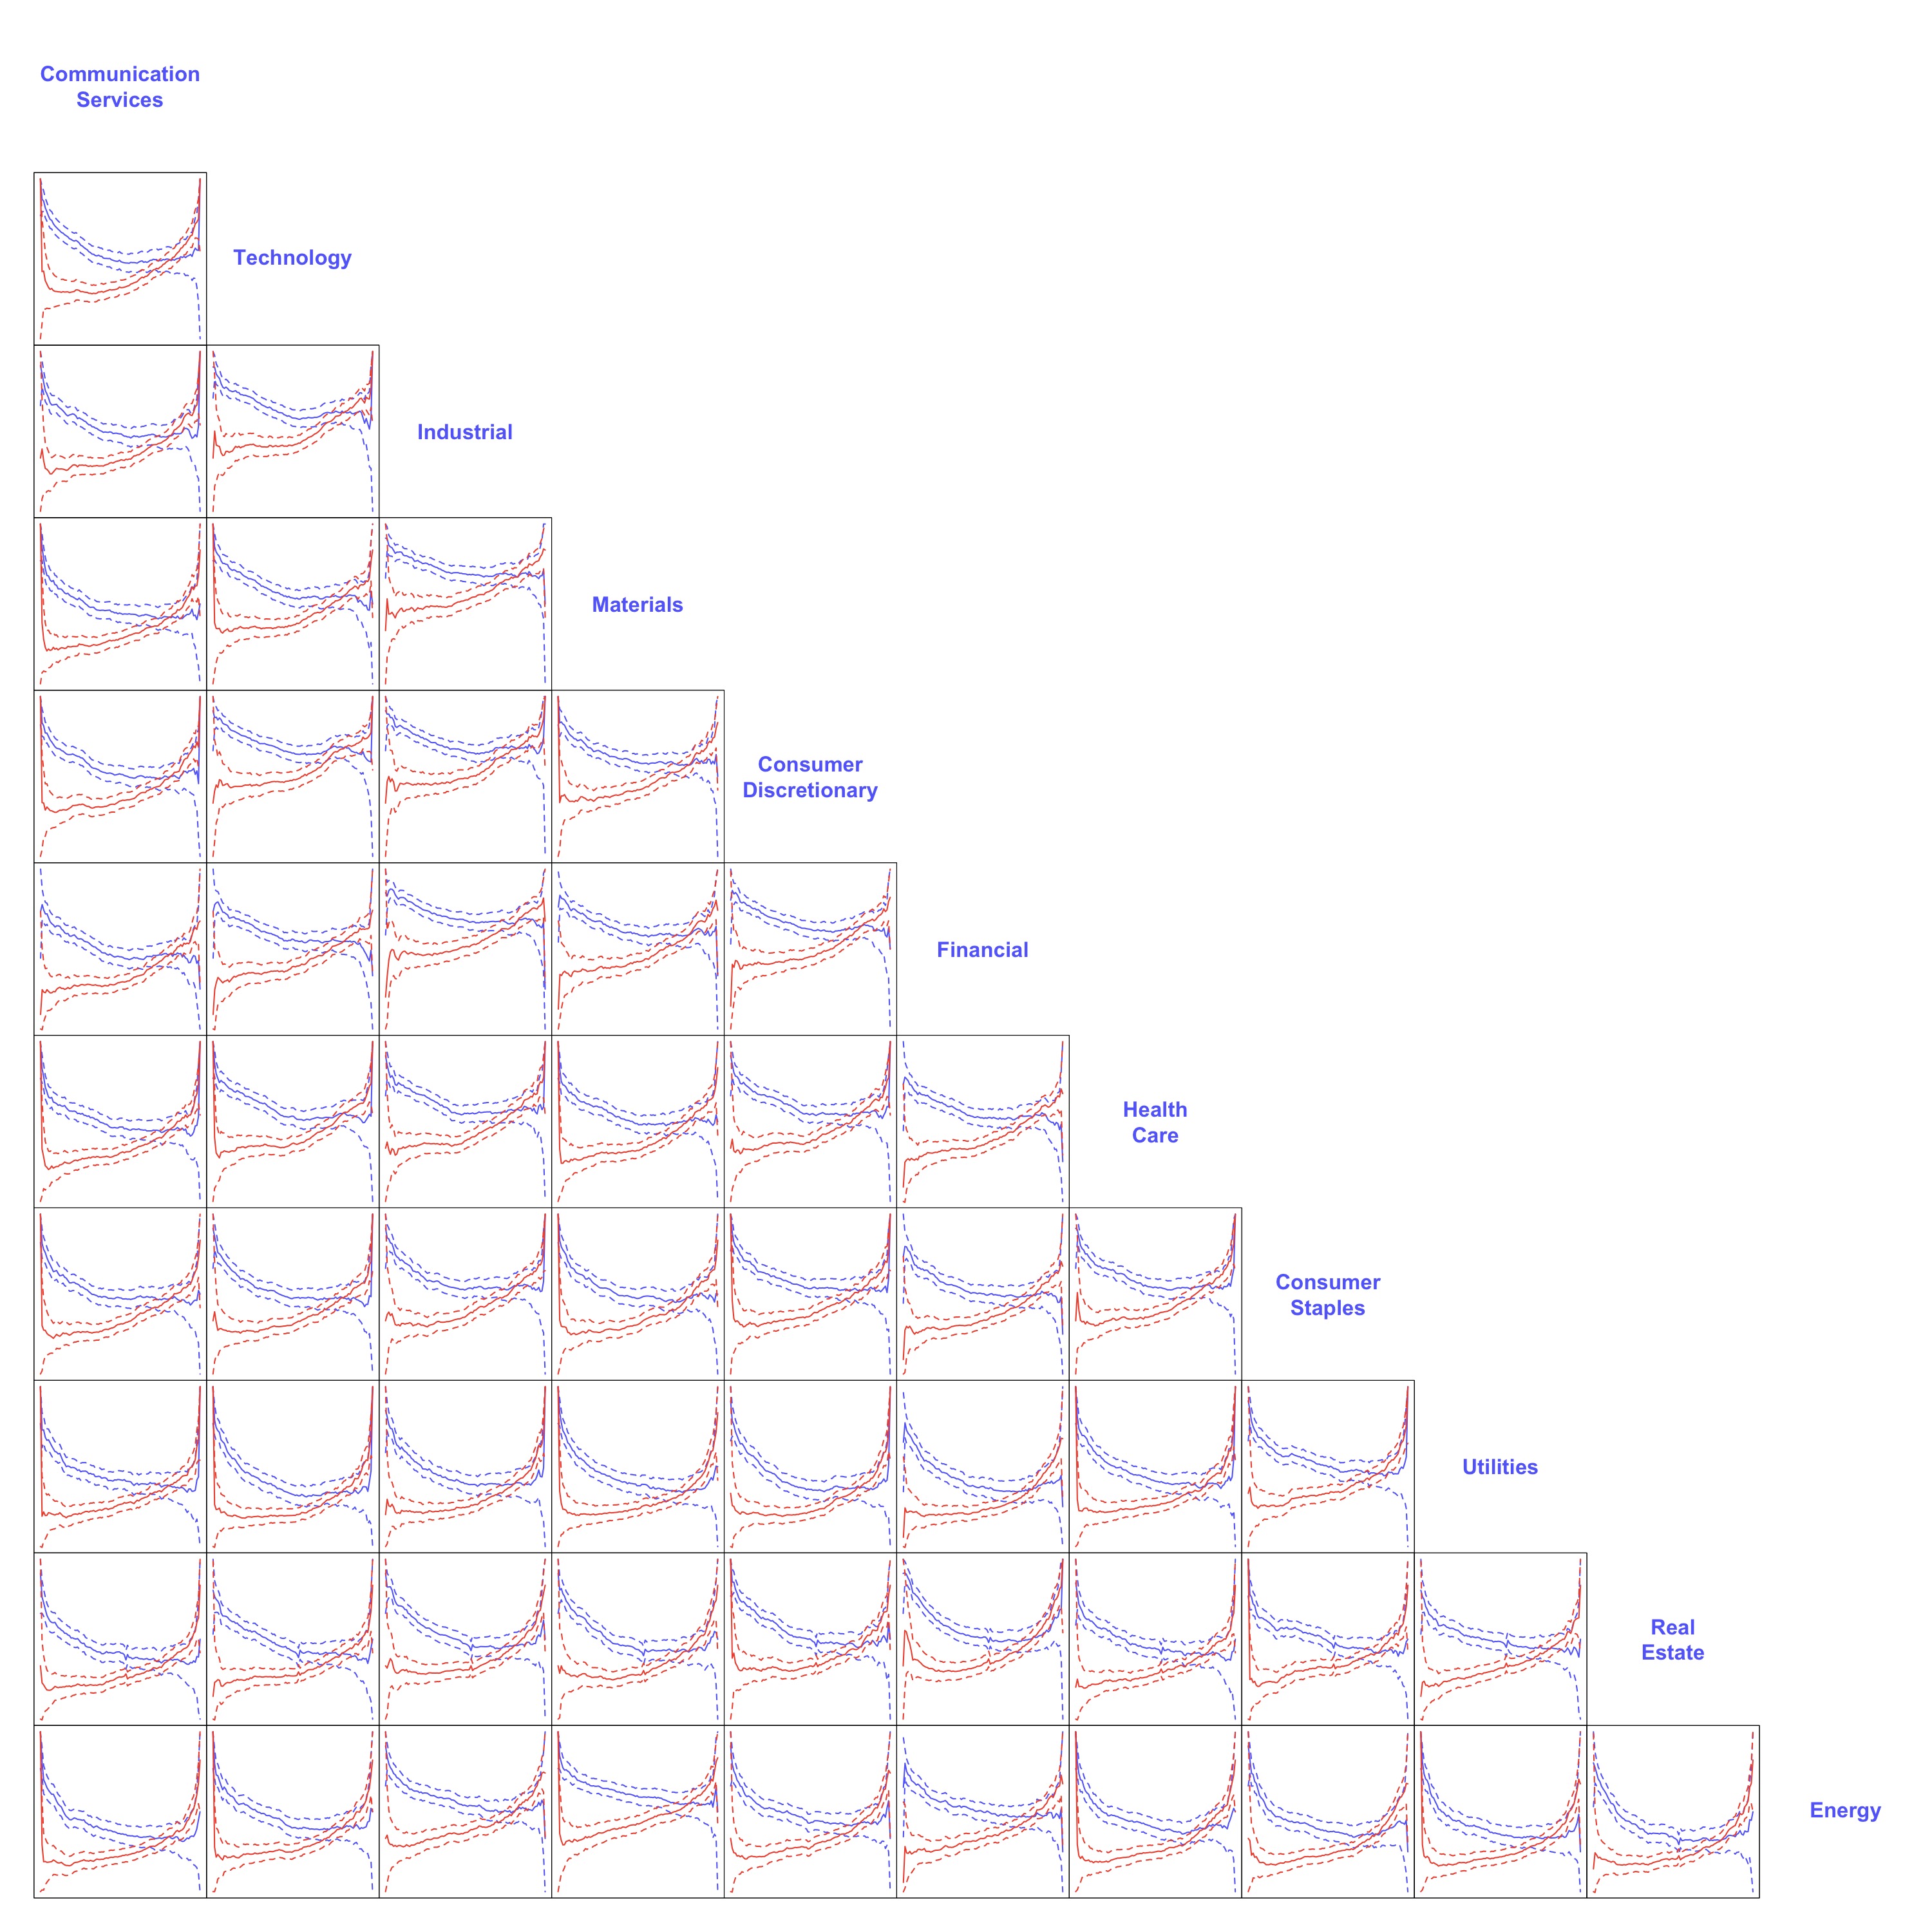 Communication
Services
Technology
Industrial
Materials
Consumer
Discretionary
Financial
Health
Care
Consumer
Staples
Utilities
Real
Estate
Energy